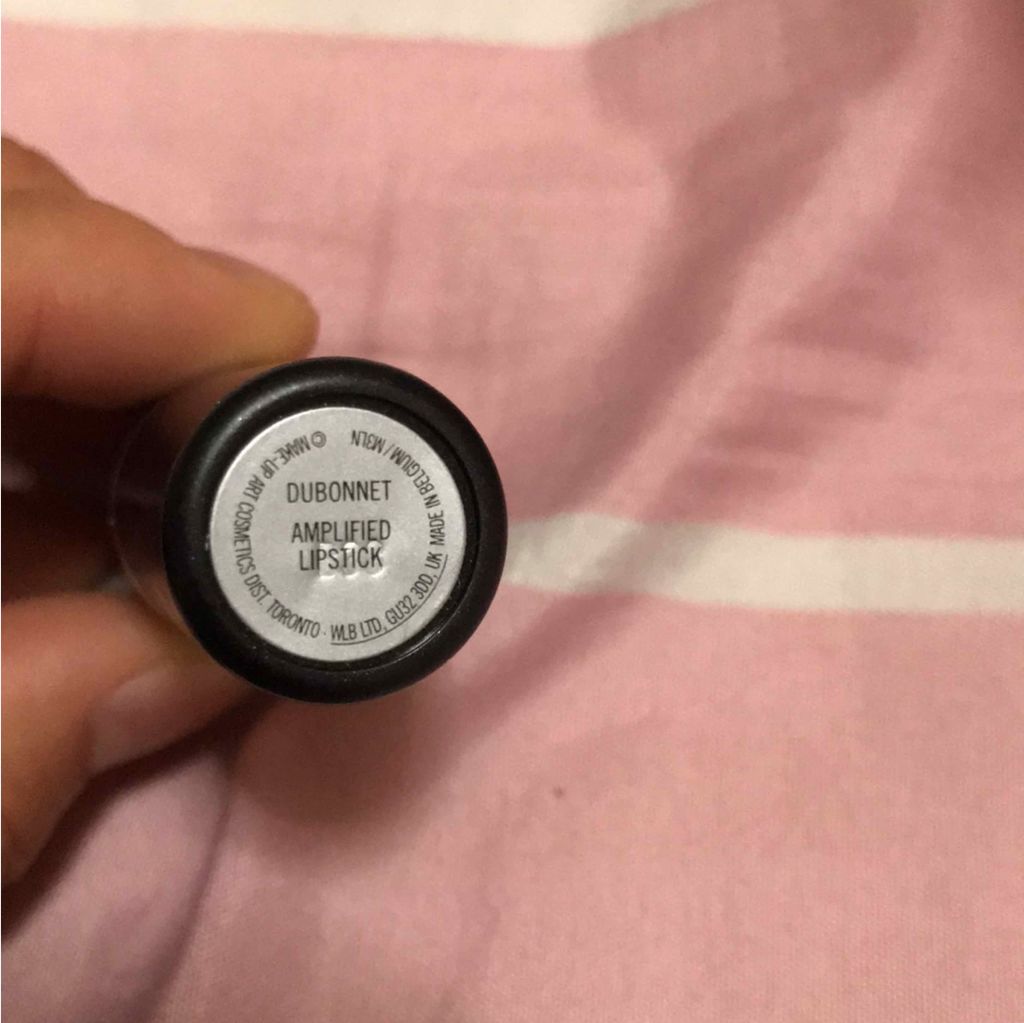 DUBONNET
AMPLIFIED
LIPSTICK
© MAKE-UP ART COSMETICS DIST. TORONTO · WLB LTD, GU32 3DD, UK MADE IN BELGIUM / M3LN